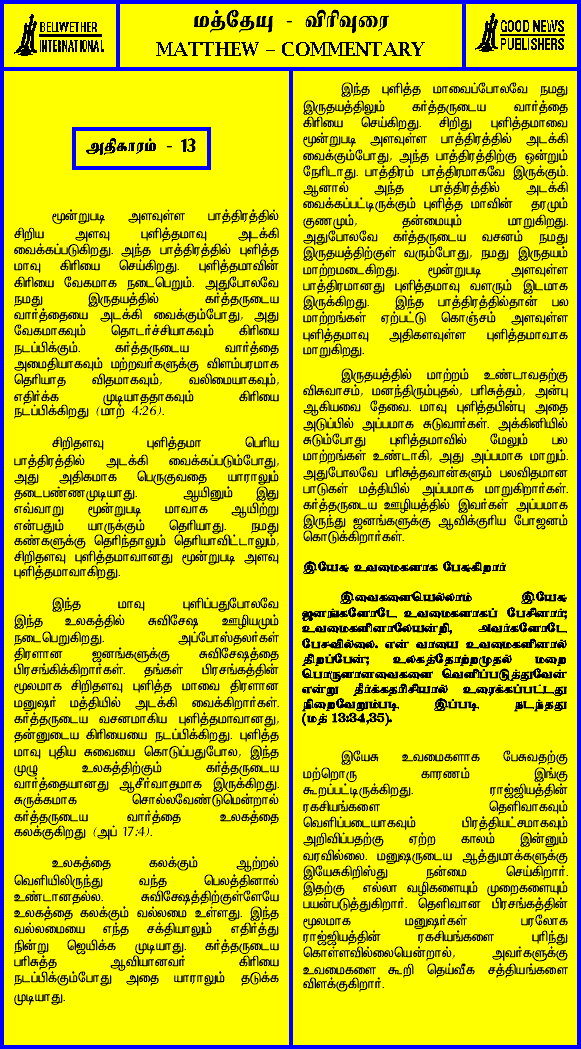 BELIWETHER
INTERNATIONAL
மத்தேயு - விரிவுரை
MATTHEW – COMMENTARY
GOOD NEWS
PUBLISHERS
அதிகாரம் - 13
மூன்றுபடி அளவுள்ள பாத்திரத்தில்
சிறிய அளவு புளித்தமாவு அடக்கி
வைக்கப்படுகிறது. அந்த பாத்திரத்தில் புளித்த
மாவு கிரியை செய்கிறது. புளித்தமாவின்
கிரியை வேகமாக நடைபெறும். அதுபோலவே
நமது இருதயத்தில் கர்த்தருடைய
வார்த்தையை அடக்கி வைக்கும்போது, அது
வேகமாகவும் தொடர்ச்சியாகவும் கிரியை
நடப்பிக்கும். கர்த்தருடைய வார்த்தை
அமைதியாகவும் மற்றவர்களுக்கு விளம்பரமாக
தெரியாத விதமாகவும், வலிமையாகவும்,
எதிர்க்க முடியாததாகவும் கிரியை
நடப்பிக்கிறது (மாற் 4:26).
சிறிதளவு புளித்தமா பெரிய
பாத்திரத்தில் அடக்கி வைக்கப்படும்போது,
அது அதிகமாக பெருகுவதை யாராலும்
தடைபண்ணமுடியாது. ஆயினும் இது
எவ்வாறு மூன்றுபடி மாவாக ஆயிற்று
என்பதும் யாருக்கும் தெரியாது. நமது
கண்களுக்கு தெரிந்தாலும் தெரியாவிட்டாலும்,
சிறிதளவு புளித்தமாவானது மூன்றுபடி அளவு
புளித்தமாவாகிறது.
இந்த மாவு புளிப்பதுபோலவே
இந்த உலகத்தில் சுவிசேஷ ஊழியமும்
நடைபெறுகிறது. அப்போஸ்தலர்கள்
திரளான ஜனங்களுக்கு சுவிசேஷத்தை
பிரசங்கிக்கிறார்கள். தங்கள் பிரசங்கத்தின்
மூலமாக சிறிதளவு புளித்த மாவை திரளான
மனுஷர் மத்தியில் அடக்கி வைக்கிறார்கள்.
கர்த்தருடைய வசனமாகிய புளித்தமாவானது,
தன்னுடைய கிரியையை நடப்பிக்கிறது. புளித்த
மாவு புதிய சுவையை கொடுப்பதுபோல, இந்த
முழு உலகத்திற்கும் கர்த்தருடைய
வார்த்தையானது ஆசீர்வாதமாக இருக்கிறது.
சுருக்கமாக சொல்லவேண்டுமென்றால்
கர்த்தருடைய வார்த்தை உலகத்தை
கலக்குகிறது (அப் 17:4).
உலகத்தை கலக்கும் ஆற்றல்
வெளியிலிருந்து வந்த பெலத்தினால்
உண்டானதல்ல. சுவிசேஷத்திற்குள்ளேயே
உலகத்தை கலக்கும் வல்லமை உள்ளது. இந்த
வல்லமையை எந்த சக்தியாலும் எதிர்த்து
நின்று ஜெயிக்க முடியாது. கர்த்தருடைய
பரிசுத்த ஆவியானவர் கிரியை
நடப்பிக்கும்போது அதை யாராலும் தடுக்க
முடியாது.
இந்த புளித்த மாவைப்போலவே நமது
இருதயத்திலும் கர்த்தருடைய வார்த்தை
கிரியை செய்கிறது. சிறிது புளித்தமாவை
மூன்றுபடி அளவுள்ள பாத்திரத்தில் அடக்கி
வைக்கும்போது, அந்த பாத்திரத்திற்கு ஒன்றும்
நேரிடாது. பாத்திரம் பாத்திரமாகவே இருக்கும்.
ஆனால் அந்த பாத்திரத்தில் அடக்கி
வைக்கப்பட்டிருக்கும் புளித்த மாவின் தரமும்
குணமும், தன்மையும் மாறுகிறது.
அதுபோலவே கர்த்தருடைய வசனம் நமது
இருதயத்திற்குள் வரும்போது, நமது இருதயம்
மாற்றமடைகிறது. மூன்றுபடி அளவுள்ள
பாத்திரமானது புளித்தமாவு வளரும் இடமாக
இருக்கிறது. இந்த பாத்திரத்தில்தான் பல
மாற்றங்கள் ஏற்பட்டு கொஞ்சம் அளவுள்ள
புளித்தமாவு அதிகளவுள்ள புளித்தமாவாக
மாறுகிறது.
இருதயத்தில் மாற்றம் உண்டாவதற்கு
விசுவாசம், மனந்திரும்புதல், பரிசுத்தம், அன்பு
ஆகியவை தேவை. மாவு புளித்தபின்பு அதை
அடுப்பில் அப்பமாக சுடுவார்கள். அக்கினியில்
சுடும்போது புளித்தமாவில் மேலும் பல
மாற்றங்கள் உண்டாகி, அது அப்பமாக மாறும்.
அதுபோலவே பரிசுத்தவான்களும் பலவிதமான
பாடுகள் மத்தியில் அப்பமாக மாறுகிறார்கள்.
கர்த்தருடைய ஊழியத்தில் இவர்கள் அப்பமாக
இருந்து ஜனங்களுக்கு ஆவிக்குரிய போஜனம்
கொடுக்கிறார்கள்.
இயேசு உவமைகளாக பேசுகிறார்
இவைகளையெல்லாம் இயேசு
ஜனங்களோடே உவமைகளாகப் பேசினார்;
உவமைகளினாலேயன்றி, அவர்களோடே
பேசவில்லை. என் வாயை உவமைகளினால்
திறப்பேன்; உலகத்தோற்றமுதல் மறை
பொருளானவைகளை வெளிப்படுத்துவேன்
என்று தீர்க்கதரிசியால் உரைக்கப்பட்டது
நிறைவேறும்படி இப்படி நடந்தது
(மத் 13:34,35).
இயேசு உவமைகளாக பேசுவதற்கு
மற்றொரு காரணம் இங்கு
கூறப்பட்டிருக்கிறது. ராஜ்ஜியத்தின்
ரகசியங்களை தெளிவாகவும்
வெளிப்படையாகவும் பிரத்தியட்சமாகவும்
அறிவிப்பதற்கு ஏற்ற காலம் இன்னும்
வரவில்லை. மனுஷருடைய ஆத்துமாக்களுக்கு
இயேசுகிறிஸ்து நன்மை செய்கிறார்.
இதற்கு எல்லா வழிகளையும் முறைகளையும்
பயன்படுத்துகிறார். தெளிவான பிரசங்கத்தின்
மூலமாக மனுஷர்கள் பரலோக
ராஜ்ஜியத்தின் ரகசியங்களை புரிந்து
கொள்ளவில்லையென்றால், அவர்களுக்கு
உவமைகளை கூறி தெய்வீக சத்தியங்களை
விளக்குகிறார்.